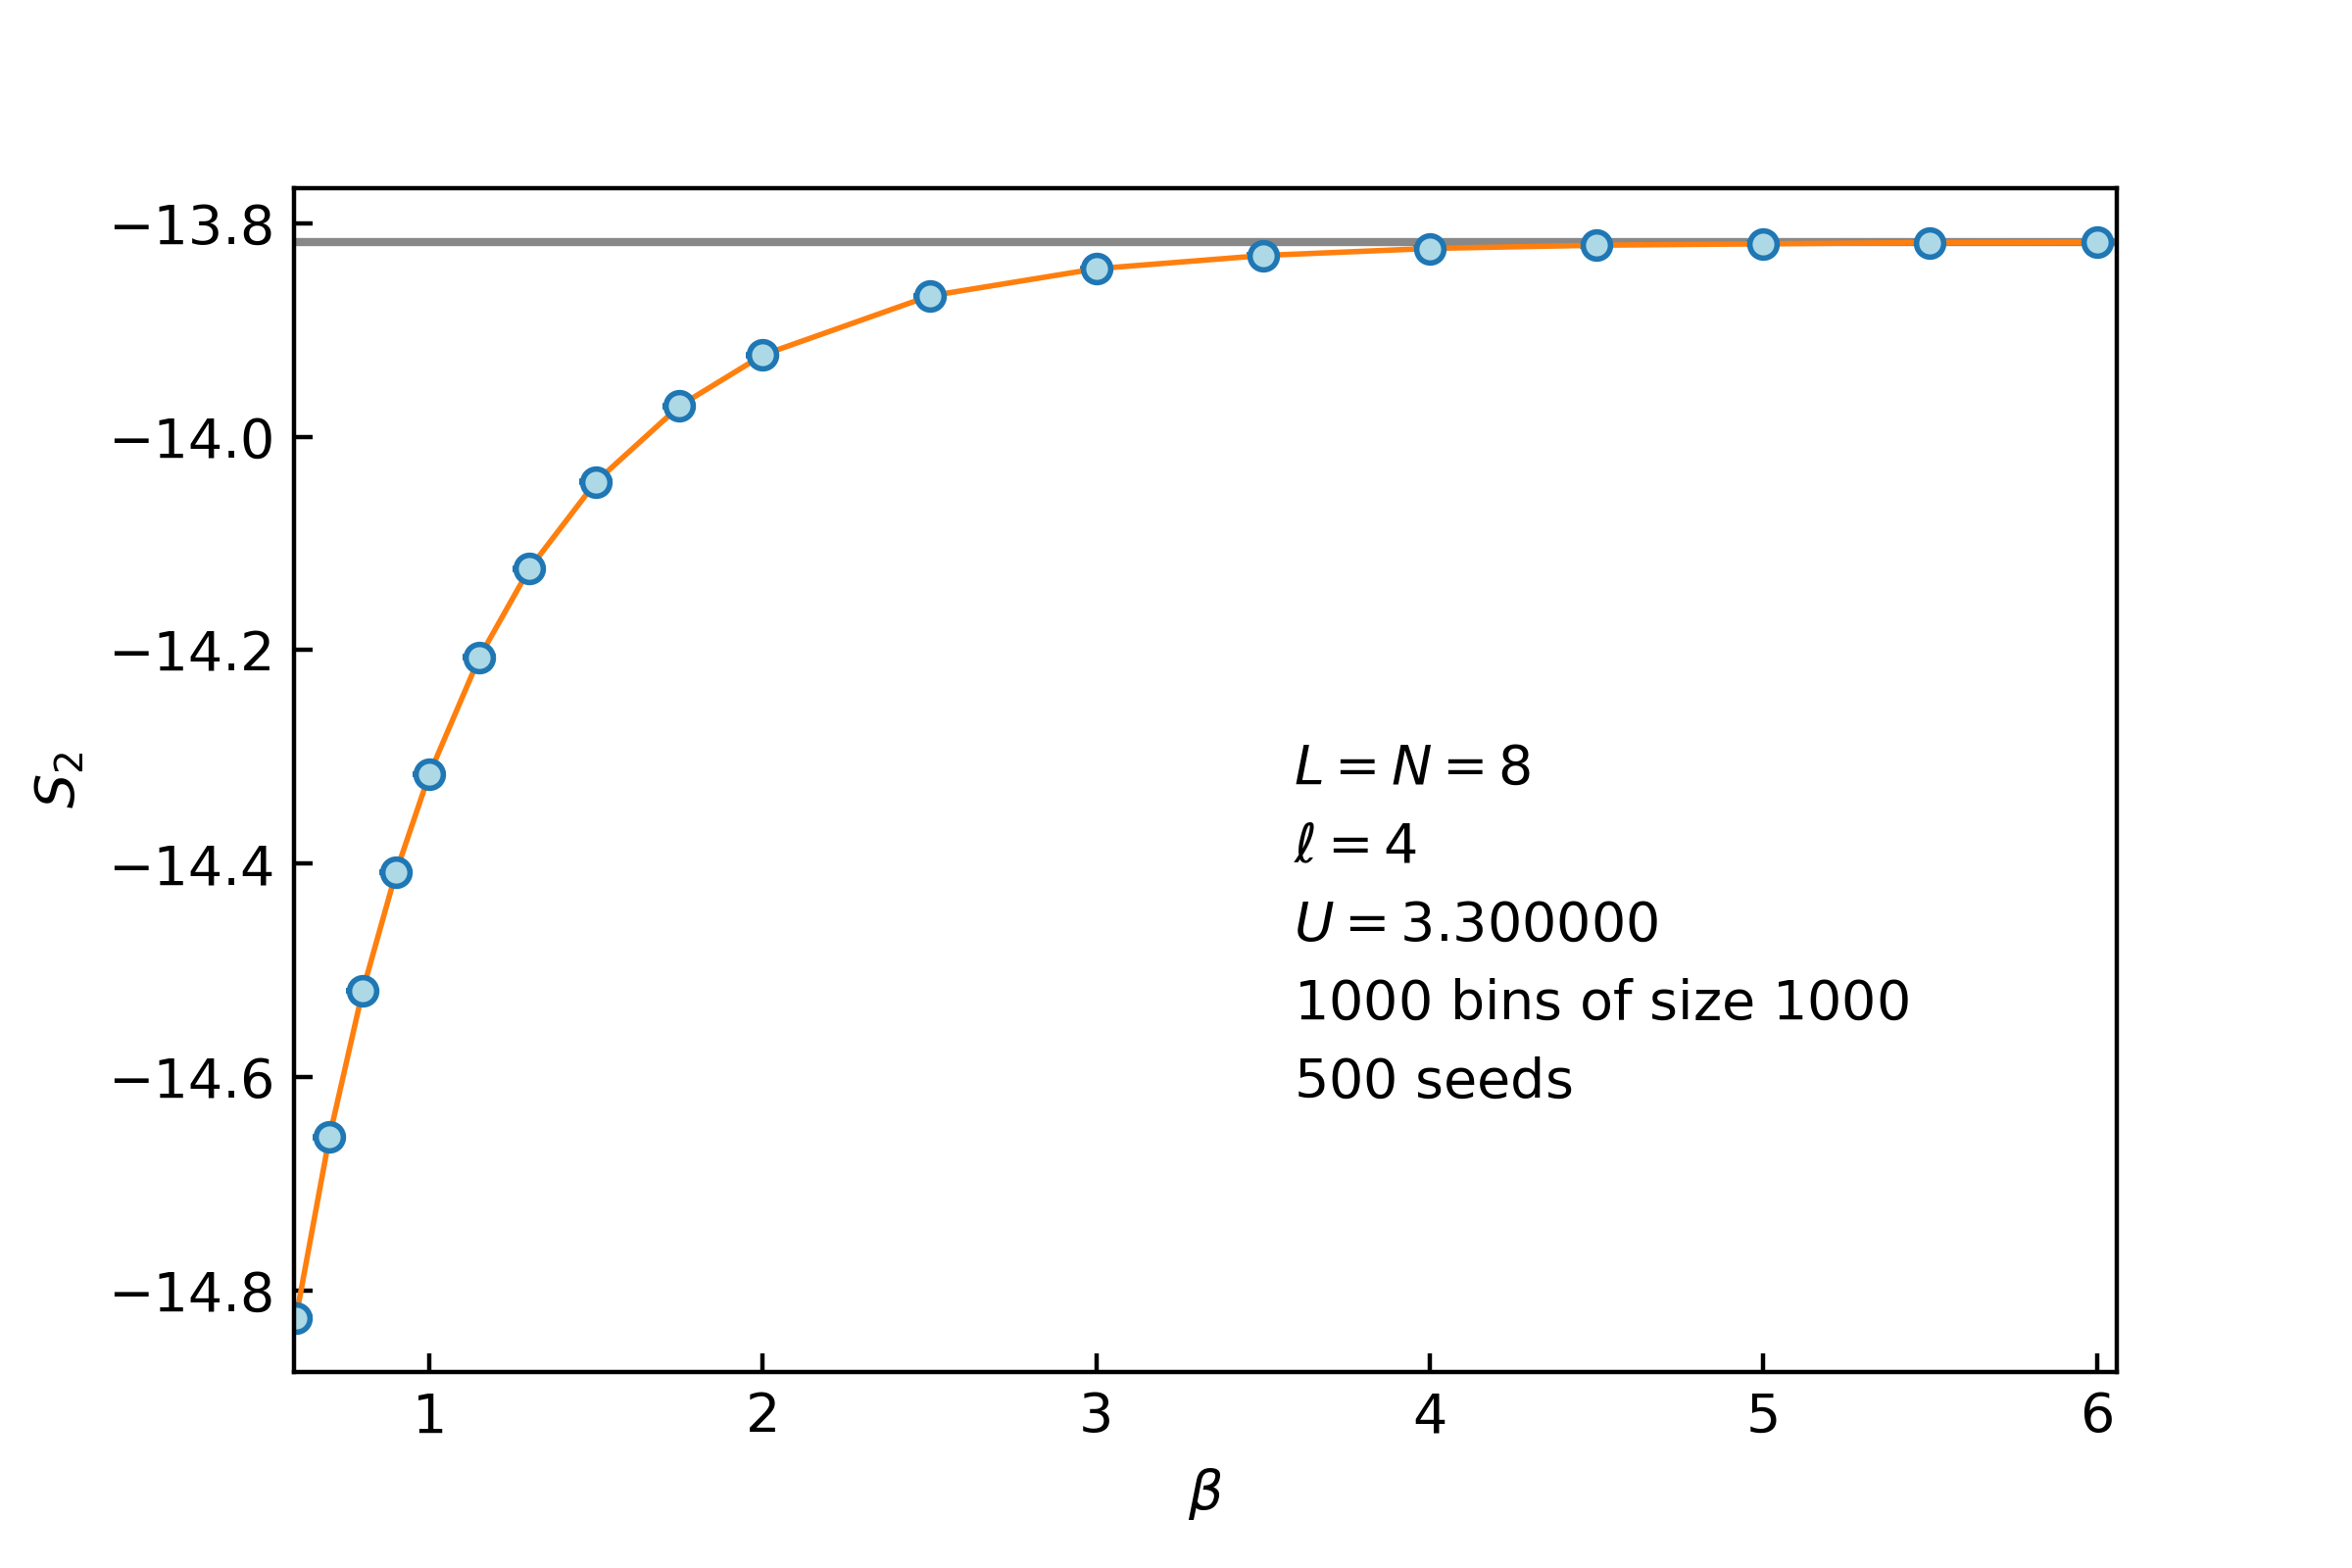 −13.8
−14.0
−14.2
−14.4
−14.6
−14.8
S₂
L = N = 8
ℓ = 4
U = 3.300000
1000 bins of size 1000
500 seeds
1 2 3 4 5 6
β